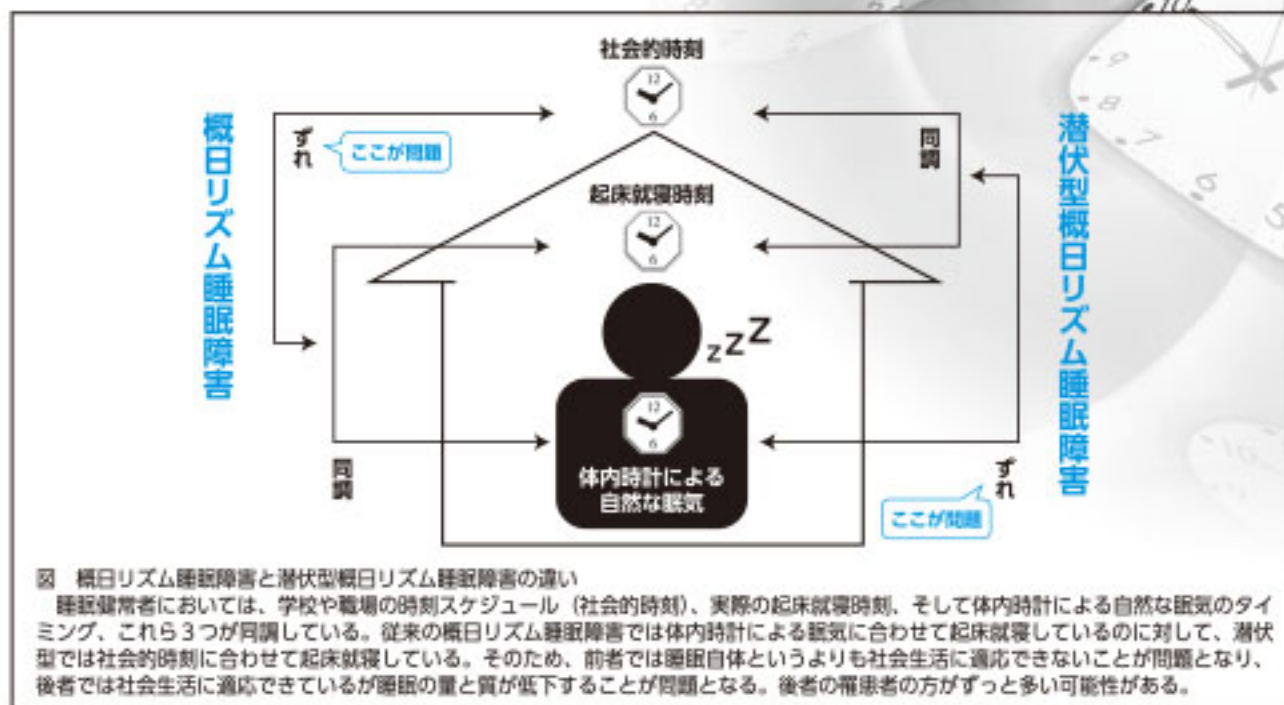 社会的時刻
12
6
概日リズム睡眠障害
ずれ
ここが問題
同調
潜伏型概日リズム睡眠障害
起床就寝時刻
12
6
zzZ
12
6
体内時計による
自然な眠気
同調
ずれ
ここが問題
10
9
8
7
6
5
10
図 概日リズム睡眠障害と潜伏型概日リズム睡眠障害の違い
睡眠健常者においては、学校や職場の時刻スケジュール(社会的時刻)、実際の起床就寝時刻、そして体内時計による自然な眠気のタイ
ミング、これら3つが同調している。従来の概日リズム睡眠障害では体内時計による眠気に合わせて起床就寝しているのに対して、潜伏
型では社会的時刻に合わせて起床就寝している。そのため、前者では睡眠自体というよりも社会生活に適応できないことが問題となり、
後者では社会生活に適応できているが睡眠の量と質が低下することが問題となる。後者の罹患者の方がずっと多い可能性がある。